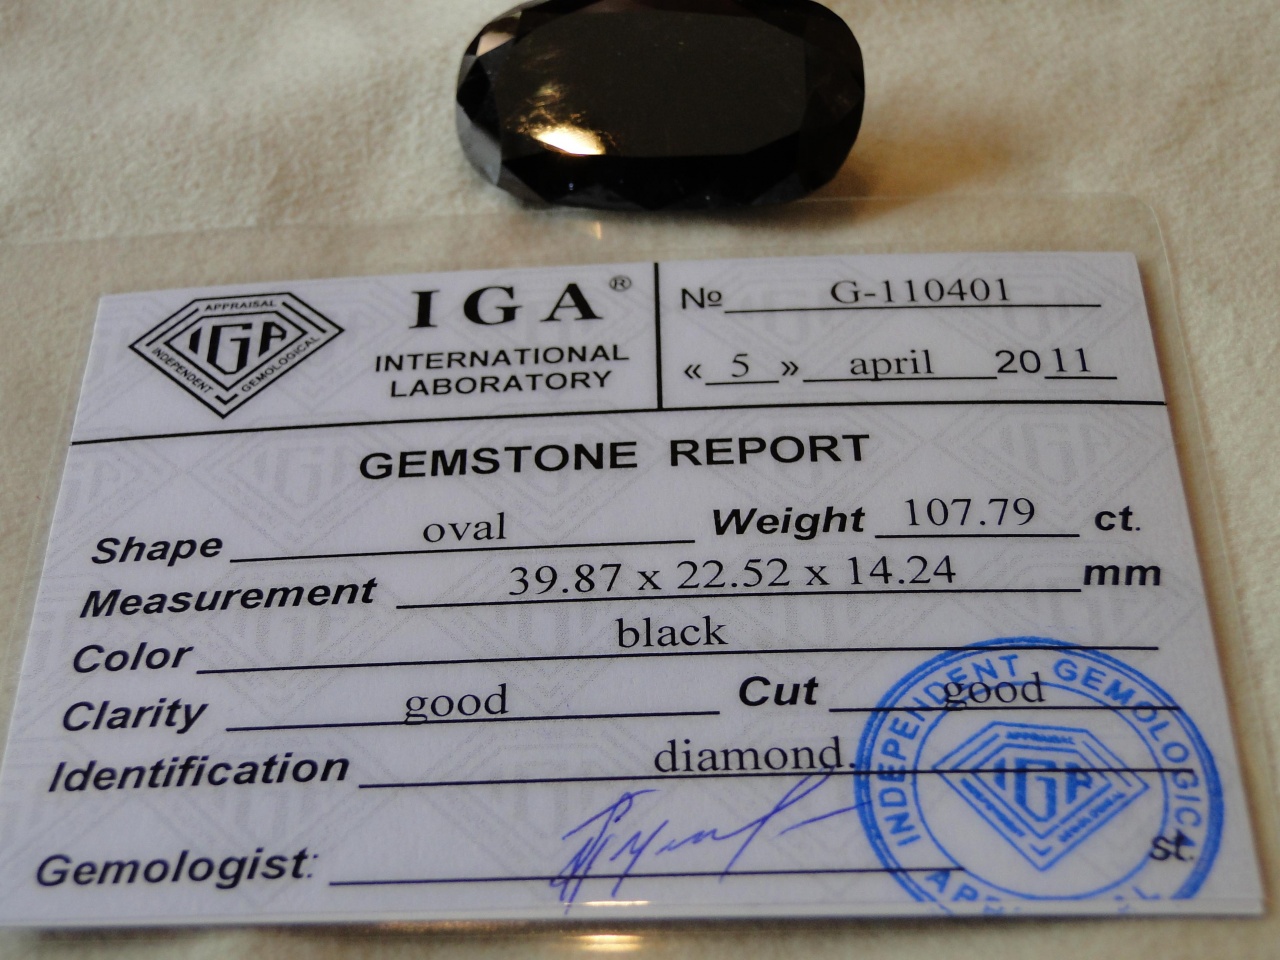 APPRAISAL
IGA
INDEPENDENT GEMOLOGICAL
IGA®
INTERNATIONAL
LABORATORY
№ G-110401
« 5 » april 2011
GEMSTONE REPORT
Shape oval Weight 107.79 ct.
Measurement 39.87 x 22.52 x 14.24 mm
Color black
Clarity good Cut good
Identification diamond.
Gemologist: st.
INDEPENDENT GEMOLOGICAL
IGA